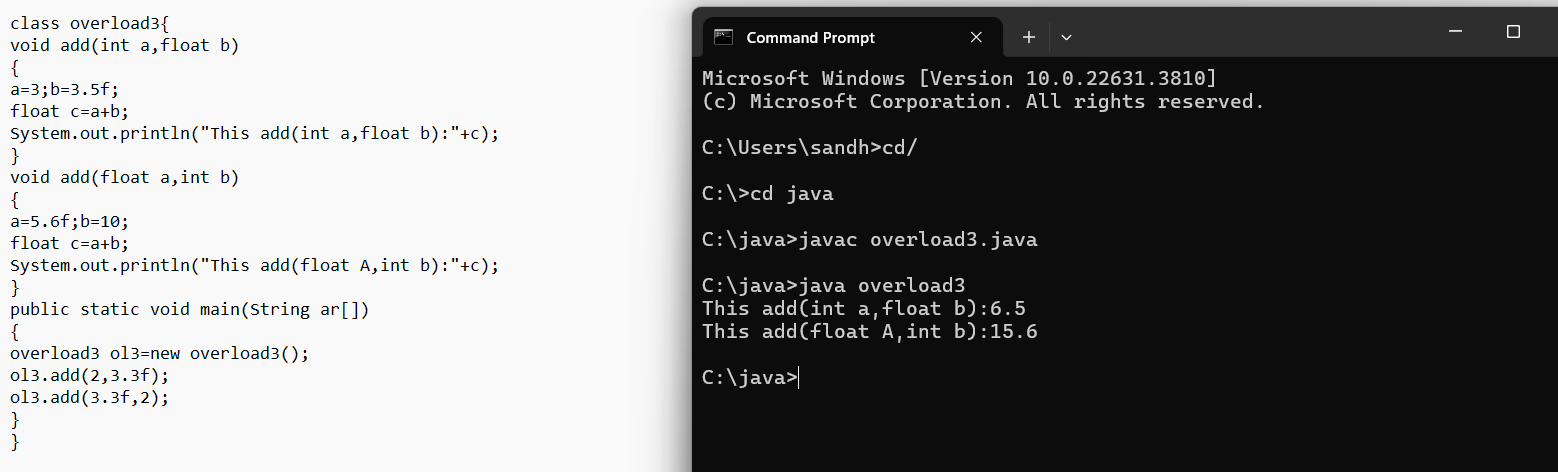 class overload3{
void add(int a,float b)
{
a=3;b=3.5f;
float c=a+b;
System.out.println("This add(int a,float b):"+c);
}
void add(float a,int b)
{
a=5.6f;b=10;
float c=a+b;
System.out.println("This add(float A,int b):"+c);
}
public static void main(String ar[])
{
overload3 ol3=new overload3();
ol3.add(2,3.3f);
ol3.add(3.3f,2);
}
}
Command Prompt
Microsoft Windows [Version 10.0.22631.3810]
(c) Microsoft Corporation. All rights reserved.
C:\Users\sandh>cd/
C:\>cd java
C:\java>javac overload3.java
C:\java>java overload3
This add(int a,float b):6.5
This add(float A,int b):15.6
C:\java>